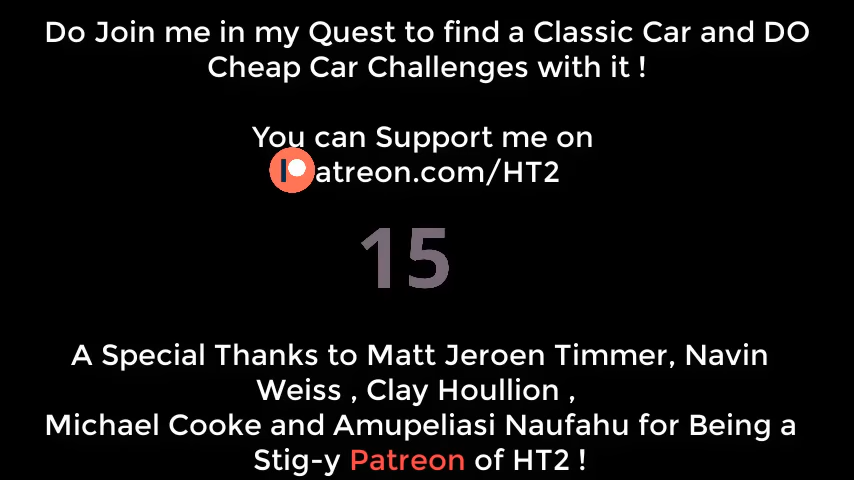 Do Join me in my Quest to find a Classic Car and DO
Cheap Car Challenges with it !
You can Support me on
Patreon.com/HT2
15
A Special Thanks to Matt Jeroen Timmer, Navin
Weiss , Clay Houllion ,
Michael Cooke and Amupeliasi Naufahu for Being a
Stig-y Patreon of HT2 !